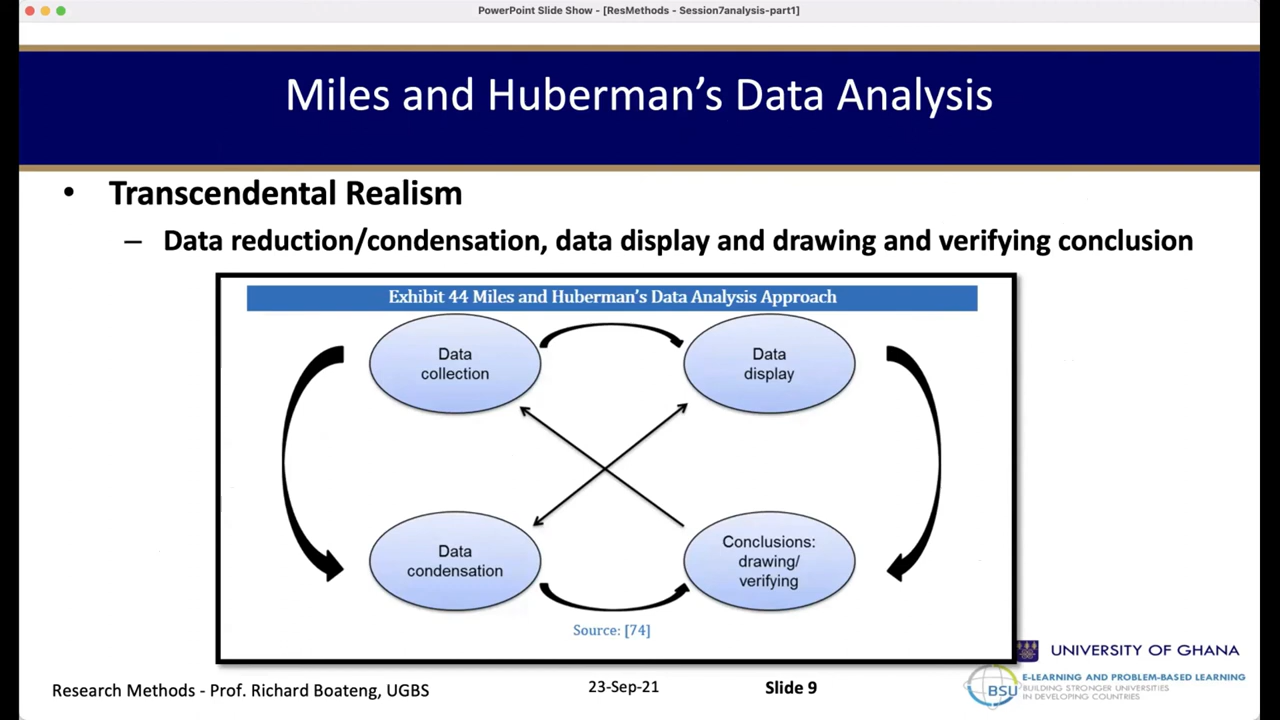 PowerPoint Slide Show - [ResMethods - Session7analysis-part1]
Miles and Huberman's Data Analysis
• Transcendental Realism
– Data reduction/condensation, data display and drawing and verifying conclusion
Exhibit 44 Miles and Huberman's Data Analysis Approach
Data
collection
Data
display
Data
condensation
Conclusions:
drawing/
verifying
Source: [74]
UNIVERSITY OF GHANA
BSU
E-LEARNING AND PROBLEM-BASED LEARNING
BUILDING STRONGER UNIVERSITIES
IN DEVELOPING COUNTRIES
Research Methods - Prof. Richard Boateng, UGBS
23-Sep-21
Slide 9